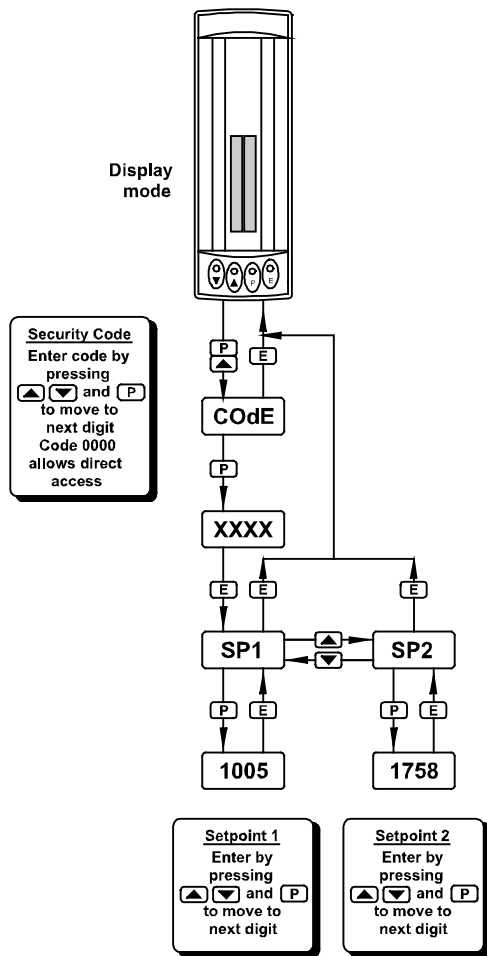 Display
mode
▼ ▲ P E
P
▲
E
Security Code
Enter code by
pressing
▲ ▼ and P
to move to
next digit
Code 0000
allows direct
access
COdE
P
XXXX
E E E
SP1 ▲ SP2
▼
P E P E
1005 1758
Setpoint 1
Enter by
pressing
▲ ▼ and P
to move to
next digit
Setpoint 2
Enter by
pressing
▲ ▼ and P
to move to
next digit